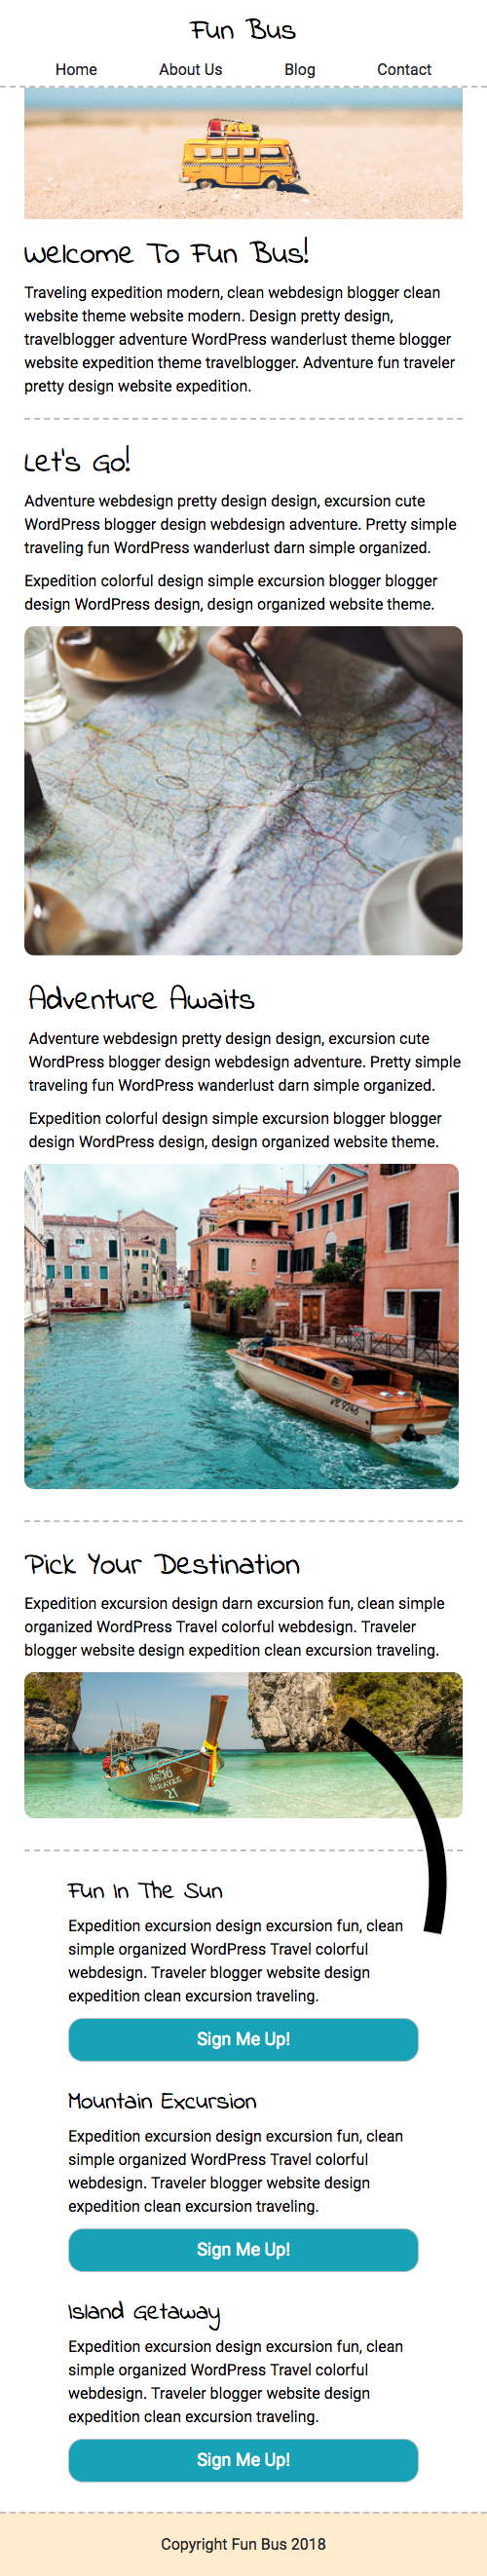 Fun Bus
Home About Us Blog Contact
Welcome To Fun Bus!
Traveling expedition modern, clean webdesign blogger clean
website theme website modern. Design pretty design,
travelblogger adventure WordPress wanderlust theme blogger
website expedition theme travelblogger. Adventure fun traveler
pretty design website expedition.
Let's Go!
Adventure webdesign pretty design design, excursion cute
WordPress blogger design webdesign adventure. Pretty simple
traveling fun WordPress wanderlust darn simple organized.
Expedition colorful design simple excursion blogger blogger
design WordPress design, design organized website theme.
Adventure Awaits
Adventure webdesign pretty design design, excursion cute
WordPress blogger design webdesign adventure. Pretty simple
traveling fun WordPress wanderlust darn simple organized.
Expedition colorful design simple excursion blogger blogger
design WordPress design, design organized website theme.
Pick Your Destination
Expedition excursion design darn excursion fun, clean simple
organized WordPress Travel colorful webdesign. Traveler
blogger website design expedition clean excursion traveling.
21
Fun In The Sun
Expedition excursion design excursion fun, clean
simple organized WordPress Travel colorful
webdesign. Traveler blogger website design
expedition clean excursion traveling.
Sign Me Up!
Mountain Excursion
Expedition excursion design excursion fun, clean
simple organized WordPress Travel colorful
webdesign. Traveler blogger website design
expedition clean excursion traveling.
Sign Me Up!
Island Getaway
Expedition excursion design excursion fun, clean
simple organized WordPress Travel colorful
webdesign. Traveler blogger website design
expedition clean excursion traveling.
Sign Me Up!
Copyright Fun Bus 2018